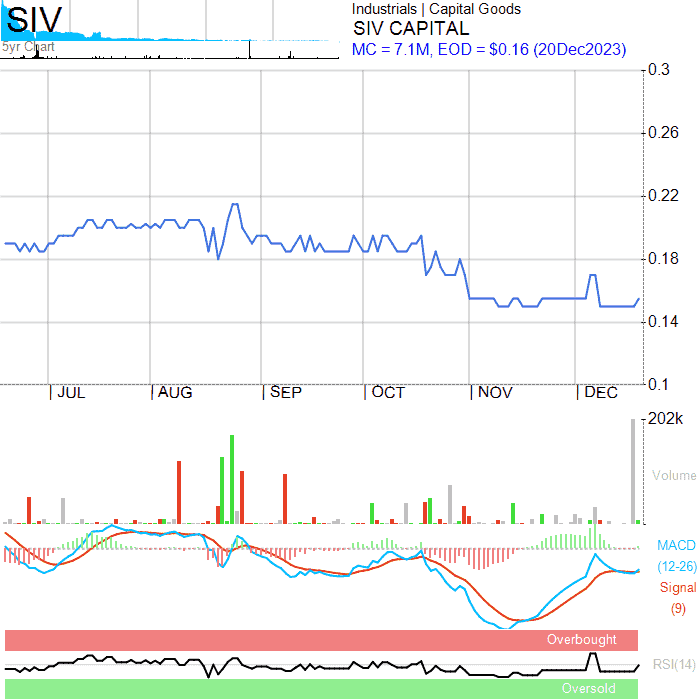 SIV
5yr Chart
Industrials | Capital Goods
SIV CAPITAL
MC = 7.1M, EOD = $0.16 (20Dec2023)
0.3
0.26
0.22
0.18
0.14
0.1
| JUL | AUG | SEP | OCT | NOV | DEC
202k
Volume
MACD
(12-26)
Signal
(9)
Overbought
RSI(14)
Oversold